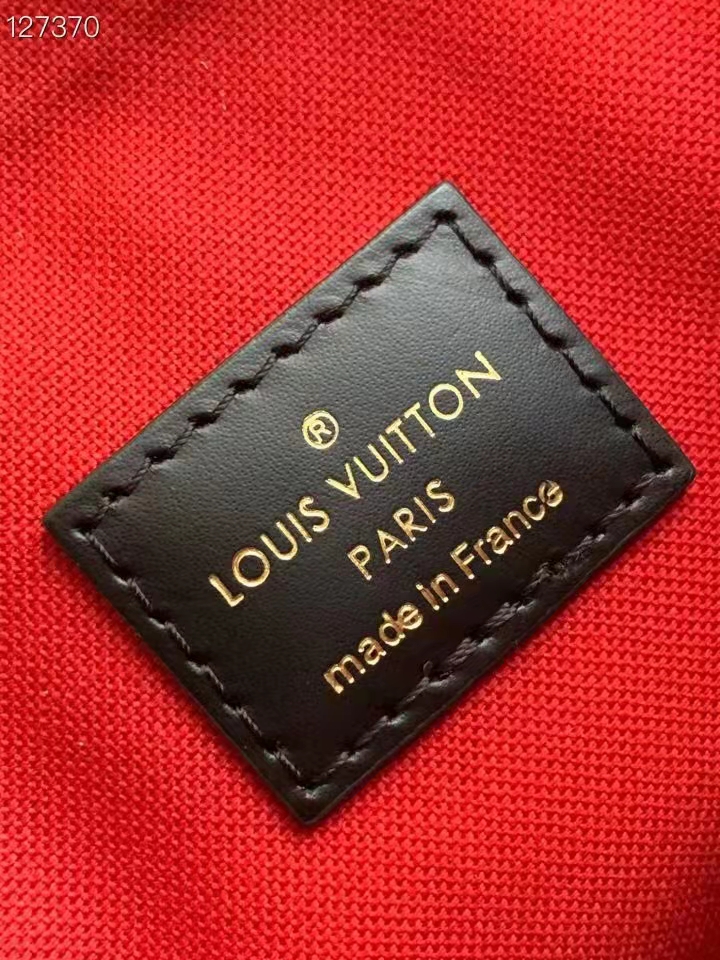 127370
®
LOUIS VUITTON
PARIS
made in France